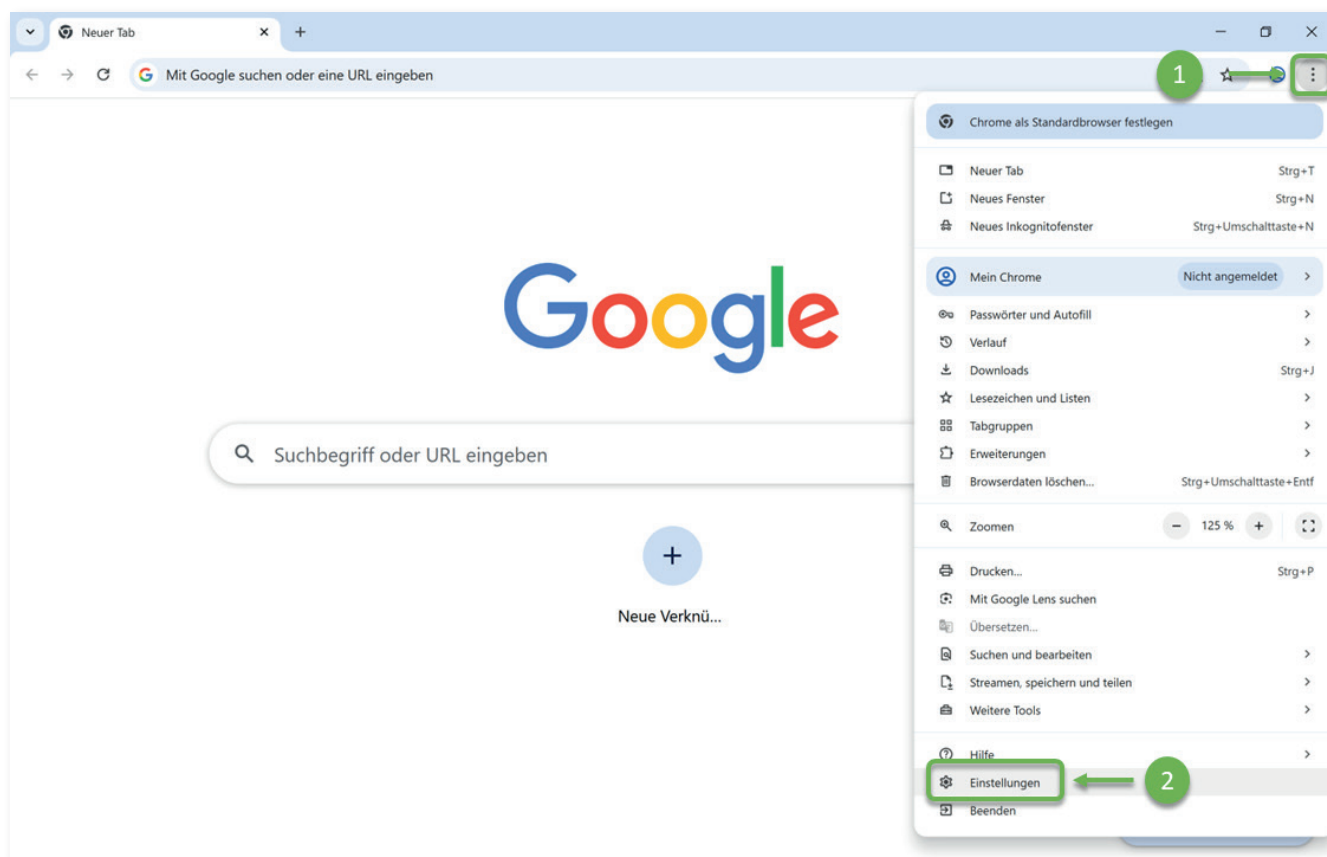 Neuer Tab
Mit Google suchen oder eine URL eingeben
1
Chrome als Standardbrowser festlegen
Neuer Tab Strg+T
Neues Fenster Strg+N
Neues Inkognitofenster Strg+Umschalttaste+N
Mein Chrome Nicht angemeldet
Passwörter und Autofill
Verlauf
Downloads Strg+J
Lesezeichen und Listen
Tabgruppen
Erweiterungen
Browserdaten löschen... Strg+Umschalttaste+Entf
Zoomen − 125 % +
Drucken... Strg+P
Mit Google Lens suchen
Übersetzen...
Suchen und bearbeiten
Streamen, speichern und teilen
Weitere Tools
Hilfe
Einstellungen 2
Beenden
Google
Suchbegriff oder URL eingeben
Neue Verknü...